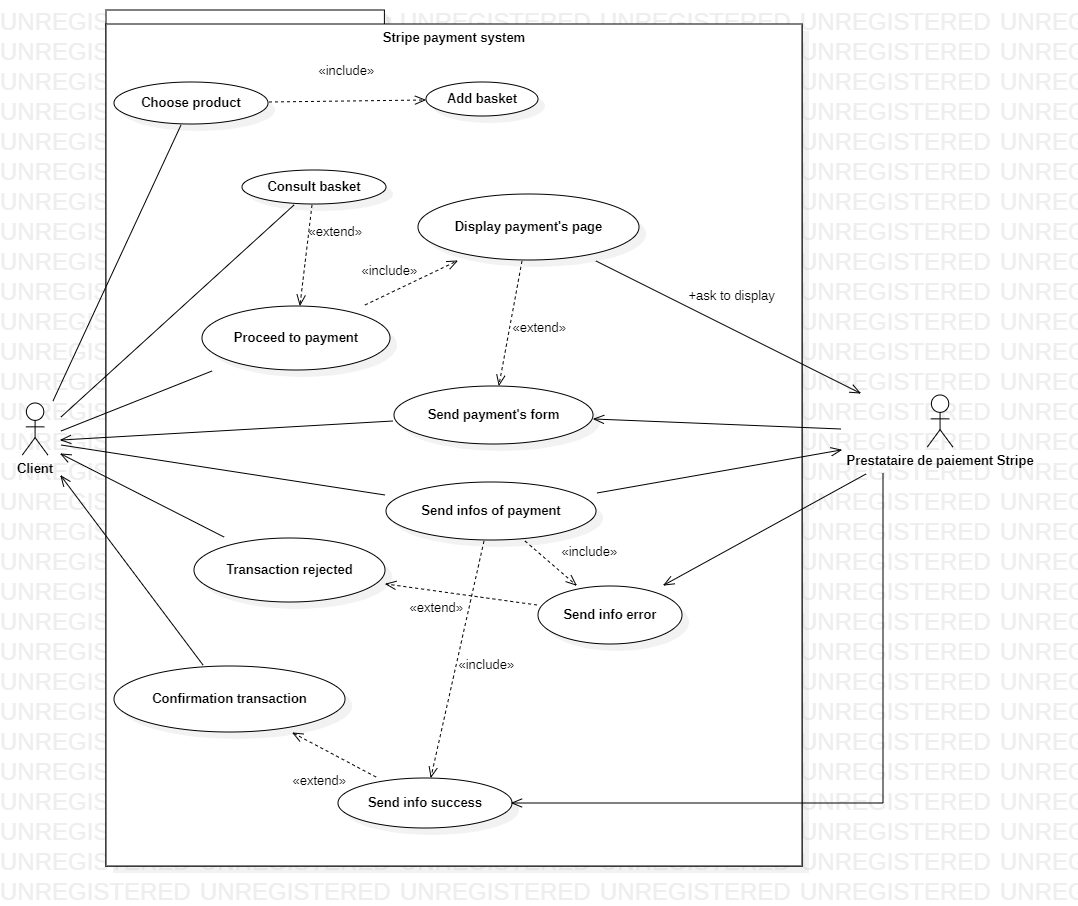 Stripe payment system
«include»
Choose product
Add basket
Consult basket
«extend»
Display payment's page
«include»
+ask to display
Proceed to payment
«extend»
Send payment's form
Client
Prestataire de paiement Stripe
Send infos of payment
«include»
Transaction rejected
«extend»
Send info error
«include»
Confirmation transaction
«extend»
Send info success
UNREGISTERED UNREGISTERED UNREGISTERED UNREGISTERED UNREGISTERED UNREG